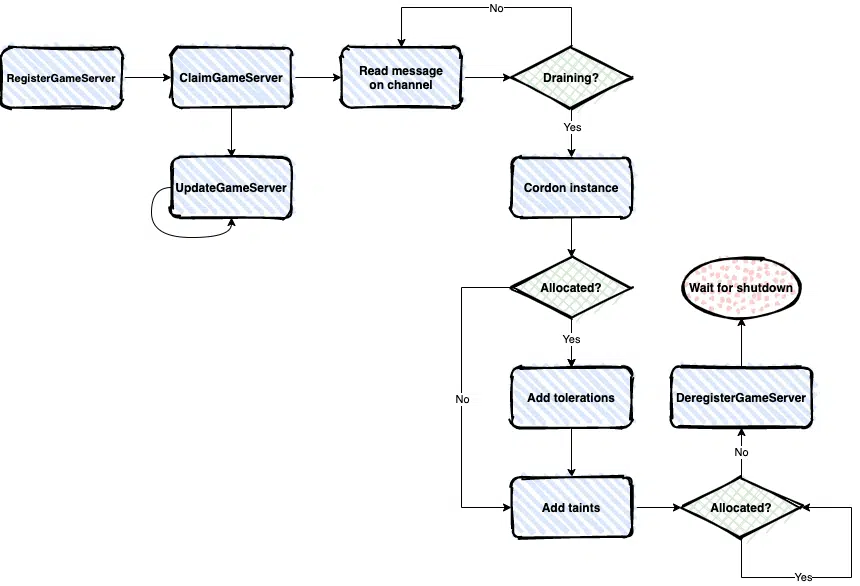 No
RegisterGameServer
ClaimGameServer
Read message
on channel
Draining?
Yes
UpdateGameServer
Cordon instance
Allocated?
Wait for shutdown
Yes
No
Add tolerations
DeregisterGameServer
No
Add taints
Allocated?
Yes